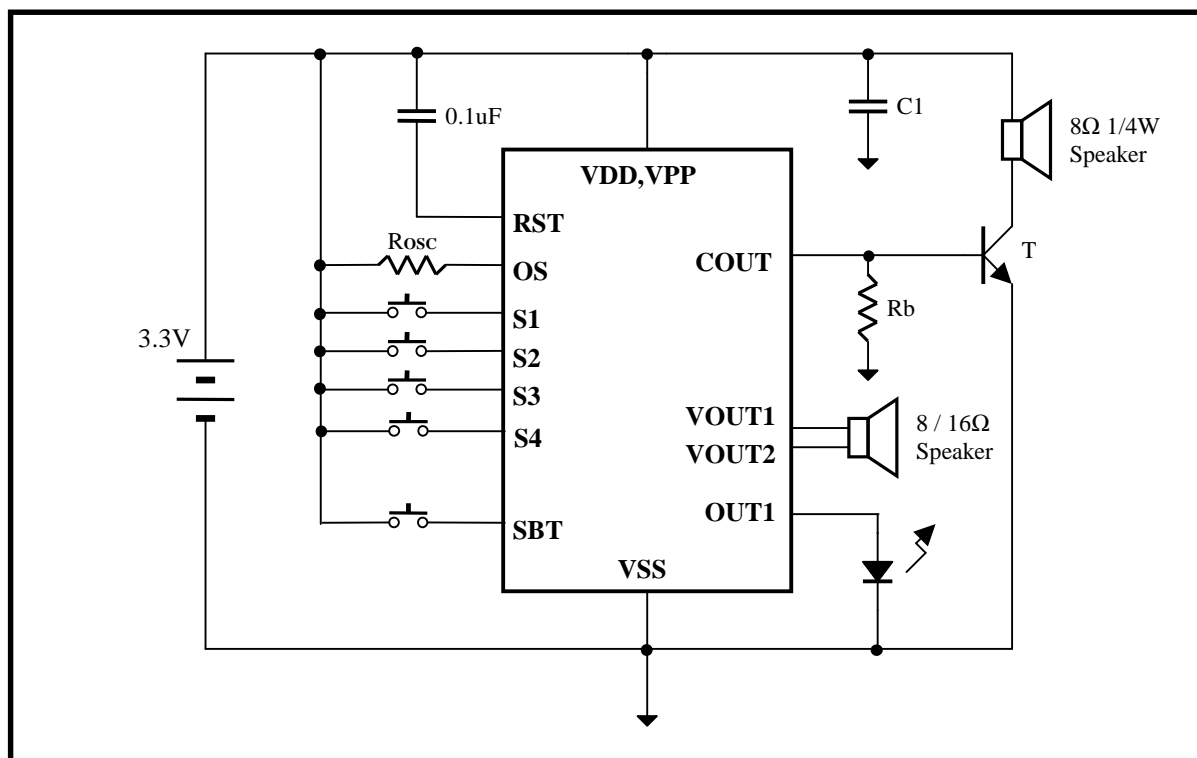 0.1uF
C1
8Ω 1/4W
Speaker
VDD,VPP
RST
Rosc
OS
COUT
T
S1
Rb
3.3V
S2
S3
VOUT1
8 / 16Ω
S4
VOUT2
Speaker
OUT1
SBT
VSS